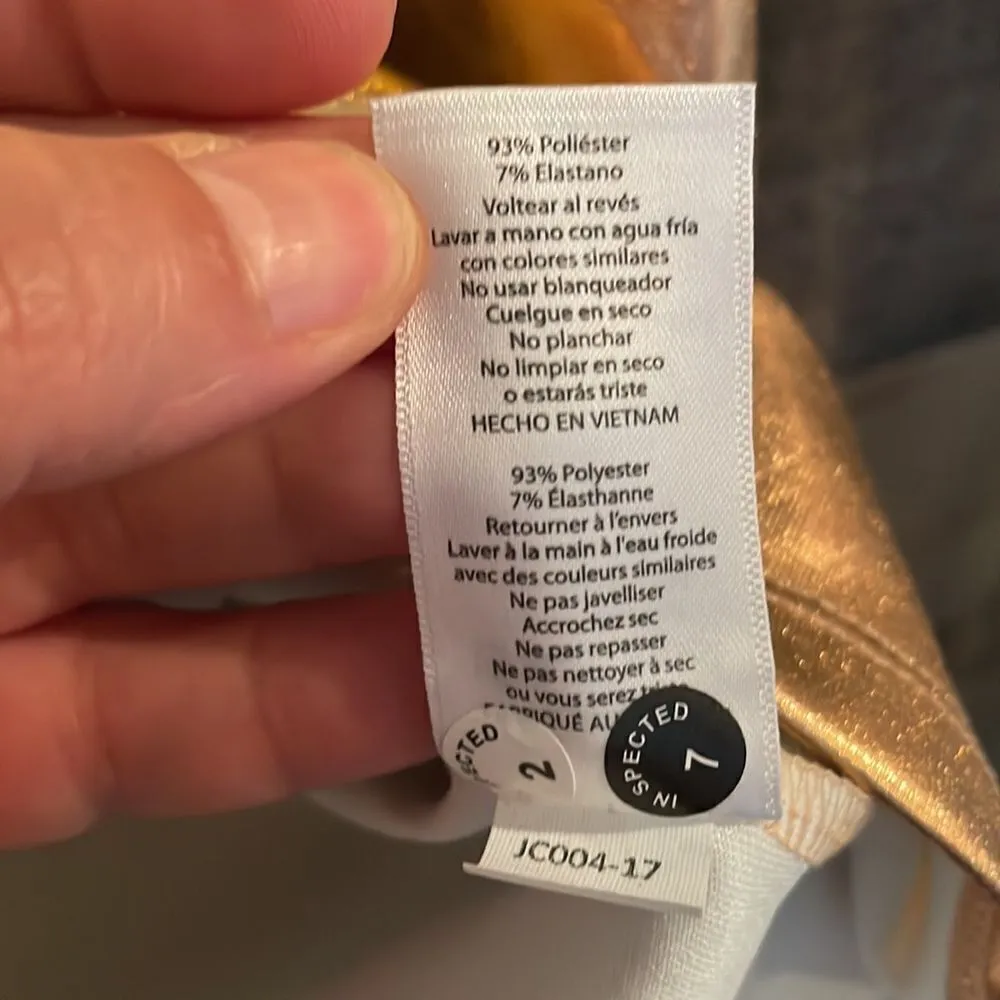 93% Poliéster
7% Elastano
Voltear al revés
Lavar a mano con agua fría
con colores similares
No usar blanqueador
Cuelgue en seco
No planchar
No limpiar en seco
o estarás triste
HECHO EN VIETNAM
93% Polyester
7% Élasthanne
Retourner à l'envers
Laver à la main à l'eau froide
avec des couleurs similaires
Ne pas javelliser
Accrochez sec
Ne pas repasser
Ne pas nettoyer à sec
ou vous serez
AU
2
INSPECTED 7
JC004-17